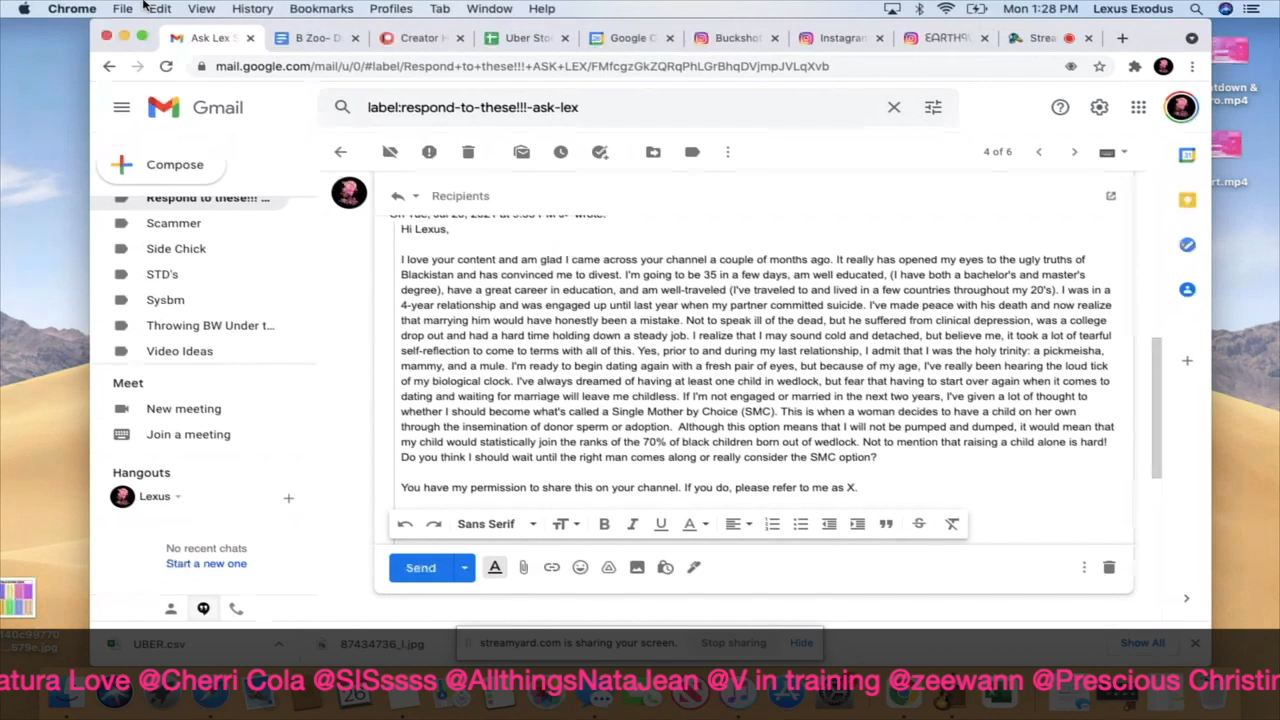 Chrome File Edit View History Bookmarks Profiles Tab Window Help Mon 1:28 PM Lexus Exodus
Ask Lex S B Zoo- D Creator H Uber Sto Google C Buckshot Instagran Strea
mail.google.com/mail/u/0/#label/Respond+to+these!!!+ASK+LEX/FMfcgzGkZQRqPhLGrBhqDVjmpJVLqXvb
Gmail
label:respond-to-these!!!-ask-lex
Compose
4 of 6
Respond to these!!! ...
Scammer
Side Chick
STD's
Sysbm
Throwing BW Under t...
Video Ideas
Meet
New meeting
Join a meeting
Hangouts
Lexus
No recent chats
Start a new one
Recipients
wrote:
Hi Lexus,
I love your content and am glad I came across your channel a couple of months ago. It really has opened my eyes to the ugly truths of
Blackistan and has convinced me to divest. I'm going to be 35 in a few days, am well educated, (I have both a bachelor's and master's
degree), have a great career in education, and am well-traveled (I've traveled to and lived in a few countries throughout my 20's). I was in a
4-year relationship and was engaged up until last year when my partner committed suicide. I've made peace with his death and now realize
that marrying him would have honestly been a mistake. Not to speak ill of the dead, but he suffered from clinical depression, was a college
drop out and had a hard time holding down a steady job. I realize that I may sound cold and detached, but believe me, it took a lot of tearful
self-reflection to come to terms with all of this. Yes, prior to and during my last relationship, I admit that I was the holy trinity: a pickmeisha,
mammy, and a mule. I'm ready to begin dating again with a fresh pair of eyes, but because of my age, I've really been hearing the loud tick
of my biological clock. I've always dreamed of having at least one child in wedlock, but fear that having to start over again when it comes to
dating and waiting for marriage will leave me childless. If I'm not engaged or married in the next two years, I've given a lot of thought to
whether I should become what's called a Single Mother by Choice (SMC). This is when a woman decides to have a child on her own
through the insemination of donor sperm or adoption. Although this option means that I will not be pumped and dumped, it would mean that
my child would statistically join the ranks of the 70% of black children born out of wedlock. Not to mention that raising a child alone is hard!
Do you think I should wait until the right man comes along or really consider the SMC option?
You have my permission to share this on your channel. If you do, please refer to me as X.
Sans Serif
Send
UBER.csv 87434736_l.jpg streamyard.com is sharing your screen. Stop sharing Hide Show All
atura Love @Cherri Cola @SISssss @AllthingsNataJean @V in training @zeewann @Prescious Christin